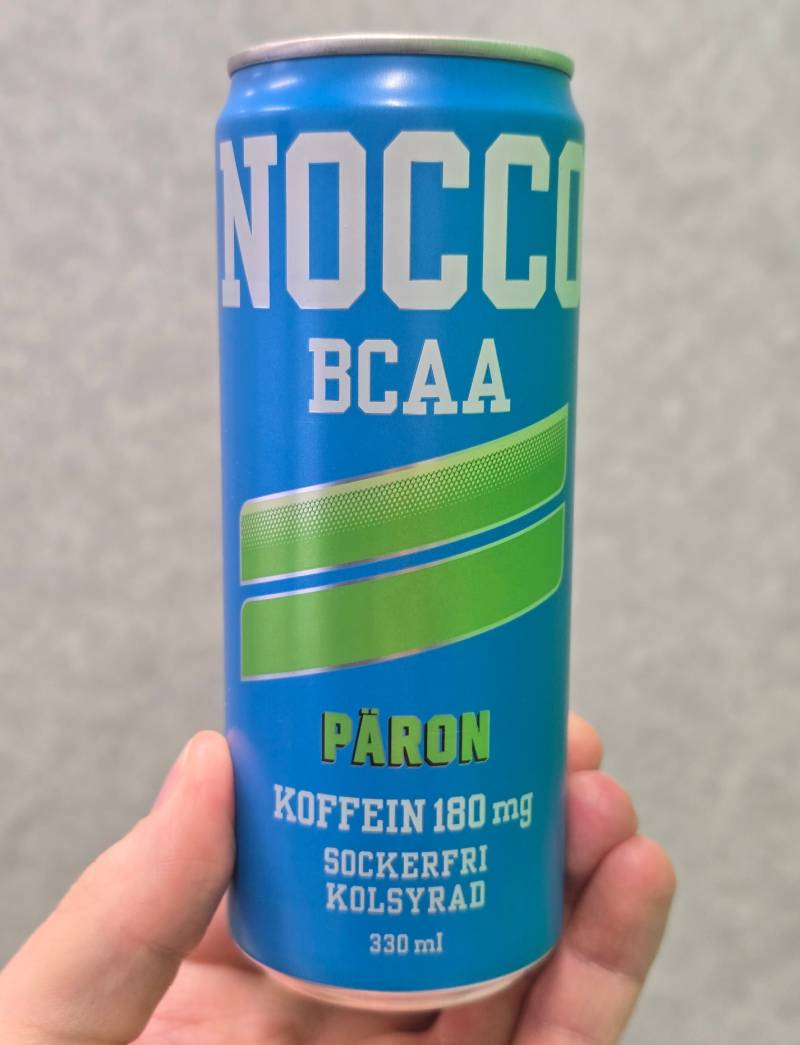 NOCCO
BCAA
PÄRON
KOFFEIN 180 mg
SOCKERFRI
KOLSYRAD
330 ml